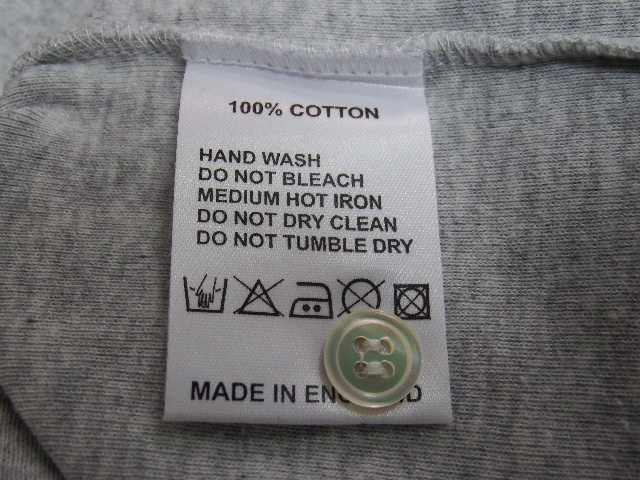 100% COTTON
HAND WASH
DO NOT BLEACH
MEDIUM HOT IRON
DO NOT DRY CLEAN
DO NOT TUMBLE DRY
MADE IN